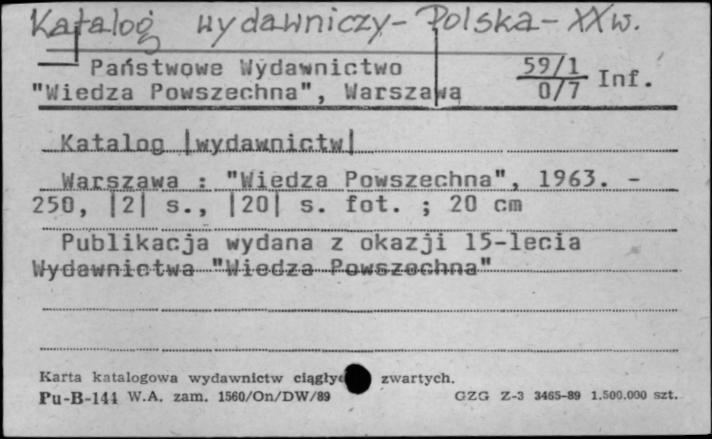 Katalog wydawniczy - Polska - XX w.
Państwowe Wydawnictwo 59/1 Inf.
"Wiedza Powszechna", Warszawa 0/7
Katalog |wydawnictw|
Warszawa : "Wiedza Powszechna", 1963. -
250, |2| s., |20| s. fot. ; 20 cm
Publikacja wydana z okazji 15-lecia
Wydawnictwa "Wiedza Powszechna"
Karta katalogowa wydawnictw zwartych.
Pu-B-144 W.A. zam. 1560/On/DW/89 GZG Z-3 3465-89 1.500.000 szt.